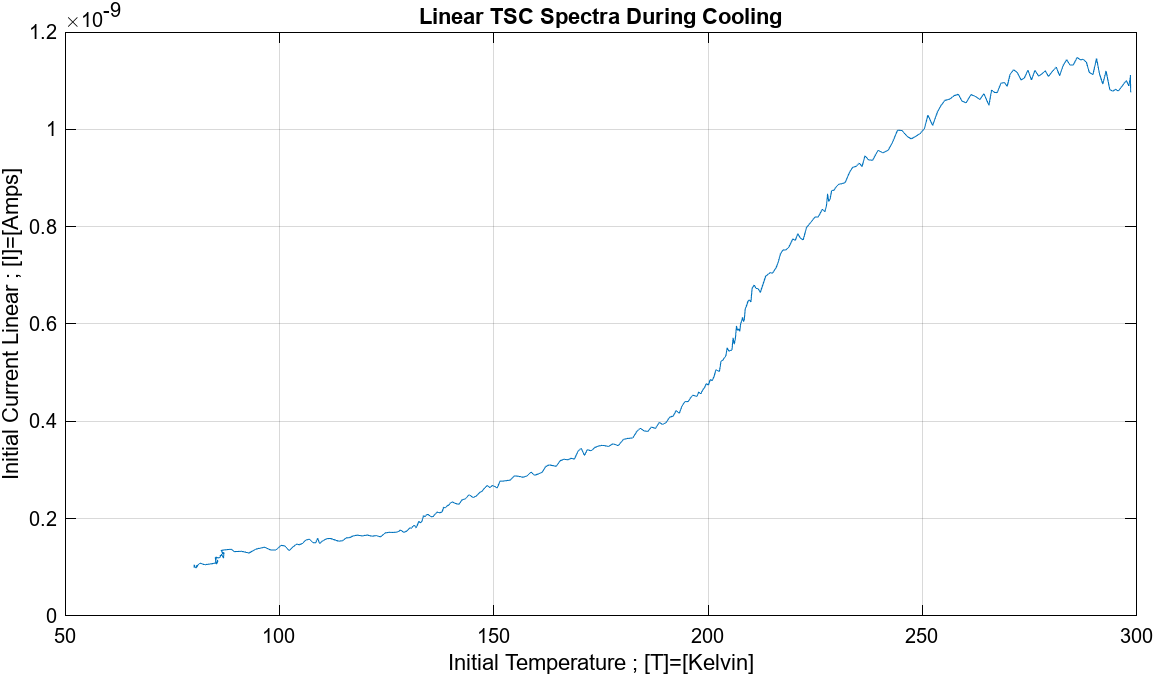 Linear TSC Spectra During Cooling
×10-9
1.2
1
0.8
0.6
0.4
0.2
0
Initial Current Linear ; [I]=[Amps]
50 100 150 200 250 300
Initial Temperature ; [T]=[Kelvin]